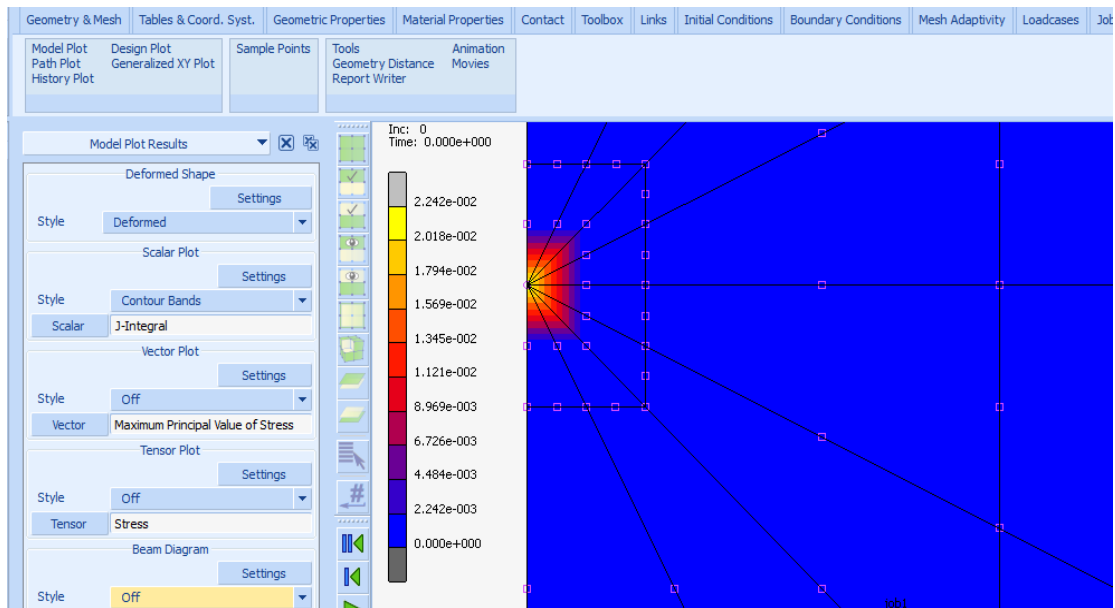 Geometry & Mesh Tables & Coord. Syst. Geometric Properties Material Properties Contact Toolbox Links Initial Conditions Boundary Conditions Mesh Adaptivity Loadcases Job
Model Plot Design Plot Sample Points Tools Animation
Path Plot Generalized XY Plot Geometry Distance Movies
History Plot Report Writer
Model Plot Results
Deformed Shape
Settings
Style Deformed
Scalar Plot
Settings
Style Contour Bands
Scalar J-Integral
Vector Plot
Settings
Style Off
Vector Maximum Principal Value of Stress
Tensor Plot
Settings
Style Off
Tensor Stress
Beam Diagram
Settings
Style Off
Inc: 0
Time: 0.000e+000
2.242e-002
2.018e-002
1.794e-002
1.569e-002
1.345e-002
1.121e-002
8.969e-003
6.726e-003
4.484e-003
2.242e-003
0.000e+000
job1